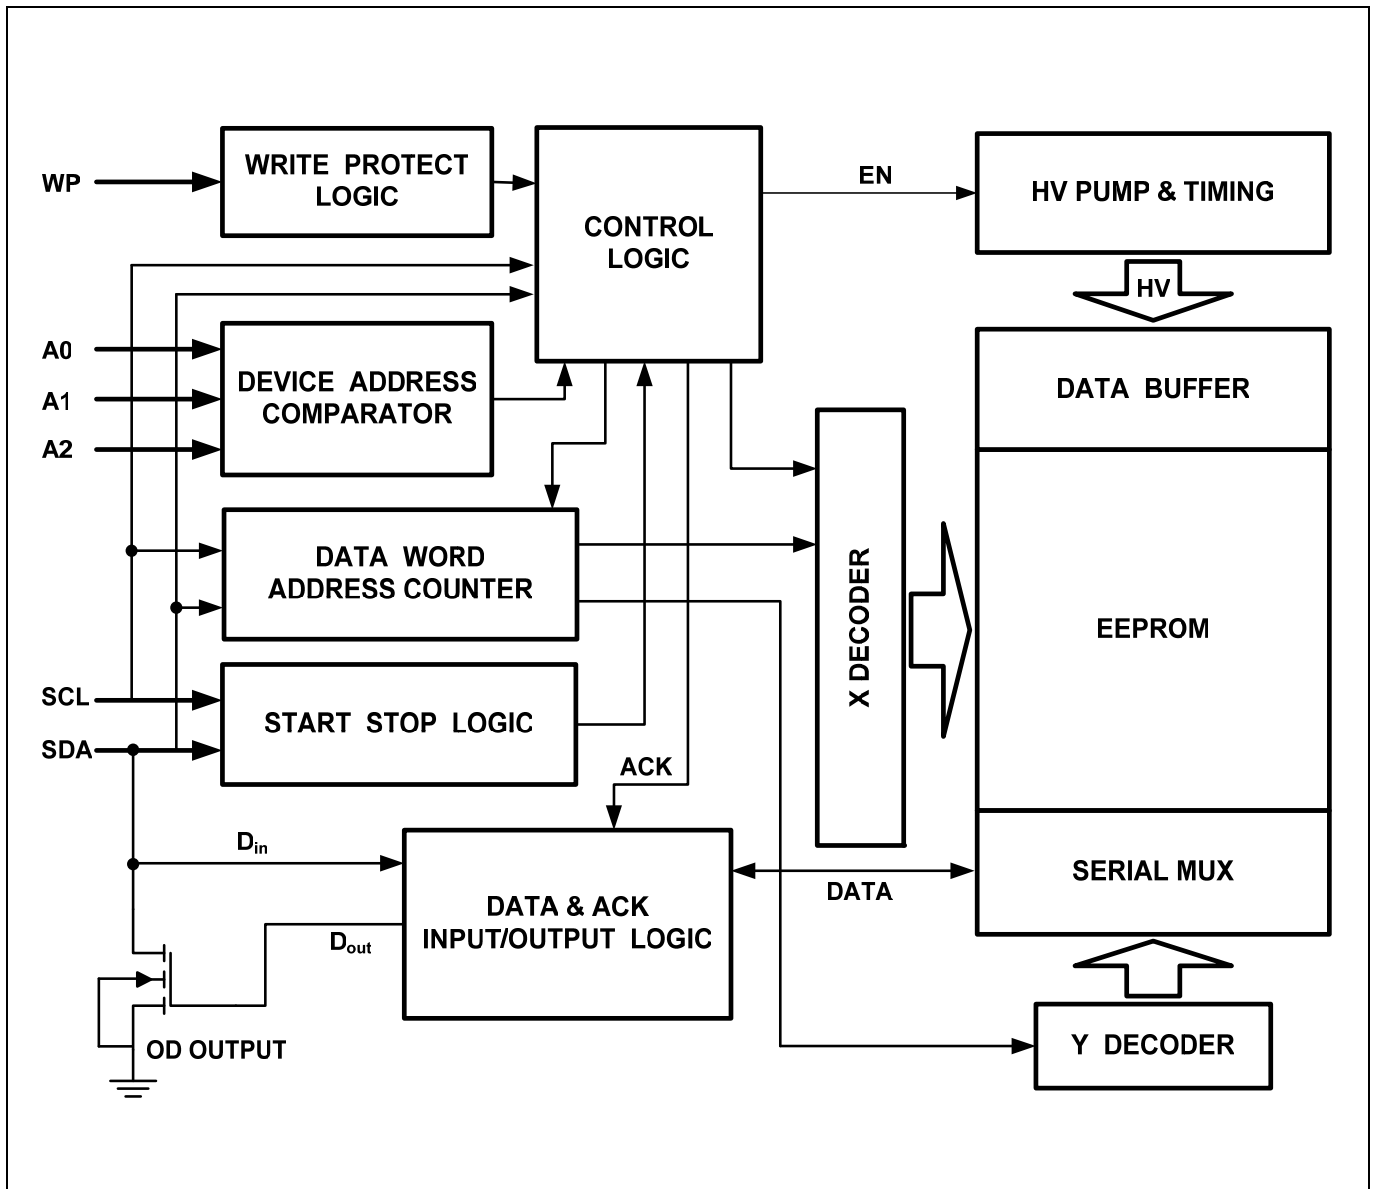 WP
WRITE PROTECT
LOGIC
CONTROL
LOGIC
EN
HV PUMP & TIMING
HV
A0
A1
A2
DEVICE ADDRESS
COMPARATOR
DATA BUFFER
DATA WORD
ADDRESS COUNTER
X DECODER
EEPROM
SCL
SDA
START STOP LOGIC
ACK
Din
DATA & ACK
INPUT/OUTPUT LOGIC
Dout
DATA
SERIAL MUX
OD OUTPUT
Y DECODER